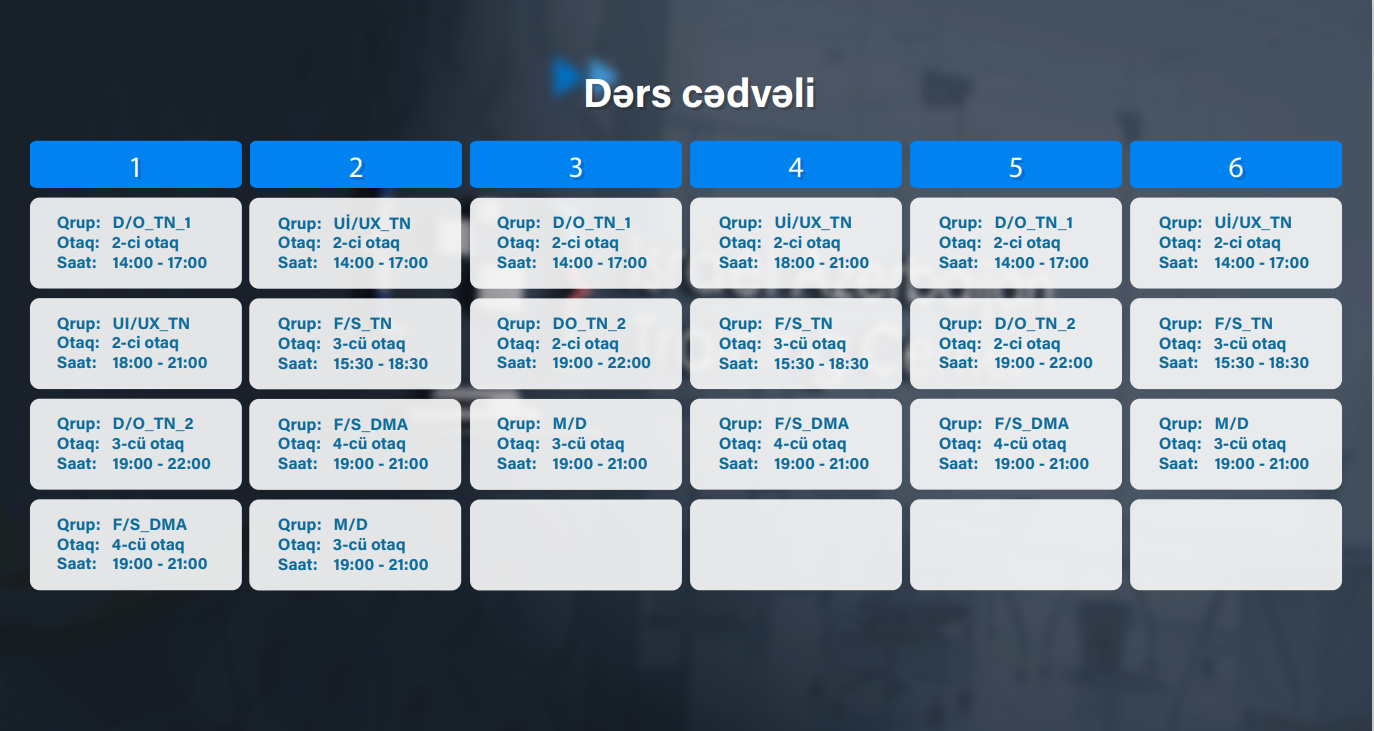 Dərs cədvəli
1
2
3
4
5
6
Qrup: D/O_TN_1
Otaq: 2-ci otaq
Saat: 14:00 - 17:00
Qrup: Uİ/UX_TN
Otaq: 2-ci otaq
Saat: 14:00 - 17:00
Qrup: D/O_TN_1
Otaq: 2-ci otaq
Saat: 14:00 - 17:00
Qrup: Uİ/UX_TN
Otaq: 2-ci otaq
Saat: 18:00 - 21:00
Qrup: D/O_TN_1
Otaq: 2-ci otaq
Saat: 14:00 - 17:00
Qrup: Uİ/UX_TN
Otaq: 2-ci otaq
Saat: 14:00 - 17:00
Qrup: UI/UX_TN
Otaq: 2-ci otaq
Saat: 18:00 - 21:00
Qrup: F/S_TN
Otaq: 3-cü otaq
Saat: 15:30 - 18:30
Qrup: DO_TN_2
Otaq: 2-ci otaq
Saat: 19:00 - 22:00
Qrup: F/S_TN
Otaq: 3-cü otaq
Saat: 15:30 - 18:30
Qrup: D/O_TN_2
Otaq: 2-ci otaq
Saat: 19:00 - 22:00
Qrup: F/S_TN
Otaq: 3-cü otaq
Saat: 15:30 - 18:30
Qrup: D/O_TN_2
Otaq: 3-cü otaq
Saat: 19:00 - 22:00
Qrup: F/S_DMA
Otaq: 4-cü otaq
Saat: 19:00 - 21:00
Qrup: M/D
Otaq: 3-cü otaq
Saat: 19:00 - 21:00
Qrup: F/S_DMA
Otaq: 4-cü otaq
Saat: 19:00 - 21:00
Qrup: F/S_DMA
Otaq: 4-cü otaq
Saat: 19:00 - 21:00
Qrup: M/D
Otaq: 3-cü otaq
Saat: 19:00 - 21:00
Qrup: F/S_DMA
Otaq: 4-cü otaq
Saat: 19:00 - 21:00
Qrup: M/D
Otaq: 3-cü otaq
Saat: 19:00 - 21:00